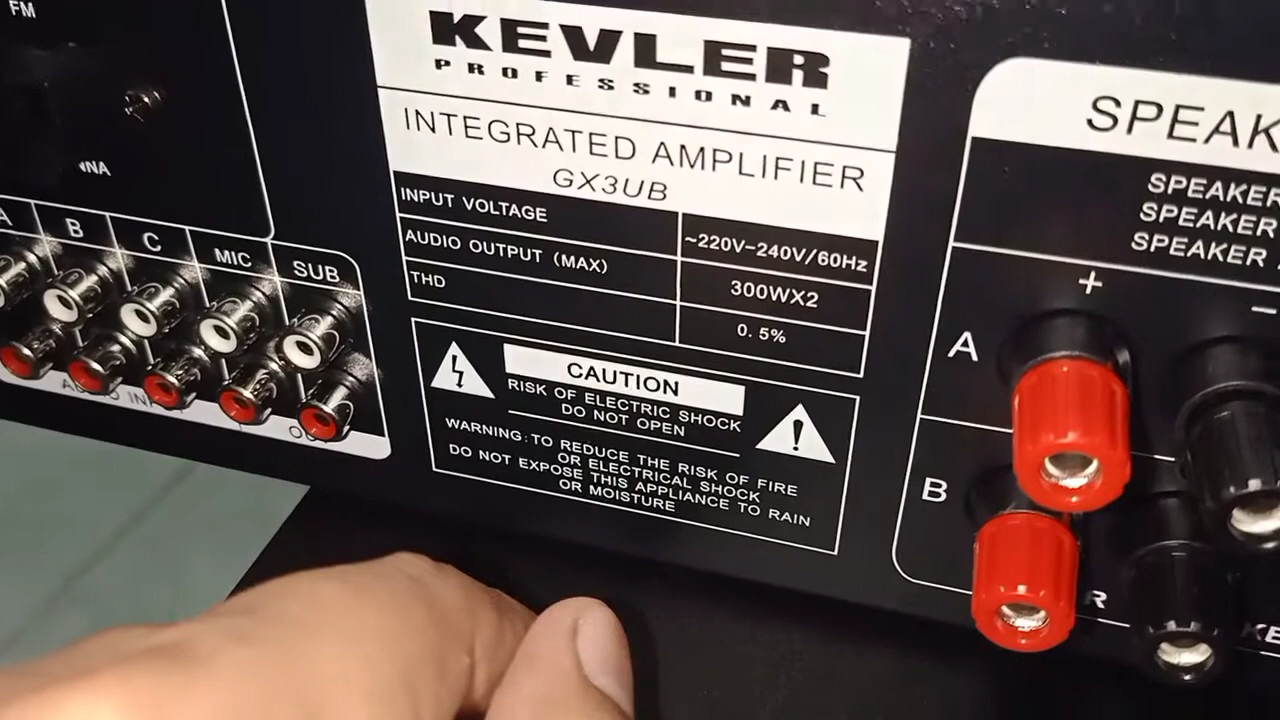 FM
A
B
C
MIC
SUB
KEVLER
PROFESSIONAL
INTEGRATED AMPLIFIER
GX3UB
INPUT VOLTAGE ~220V-240V/60Hz
AUDIO OUTPUT (MAX) 300WX2
THD 0.5%
CAUTION
RISK OF ELECTRIC SHOCK
DO NOT OPEN
WARNING:TO REDUCE THE RISK OF FIRE
OR ELECTRICAL SHOCK
DO NOT EXPOSE THIS APPLIANCE TO RAIN
OR MOISTURE
SPEAKER
SPEAKER
SPEAKER
+
−
A
B
R